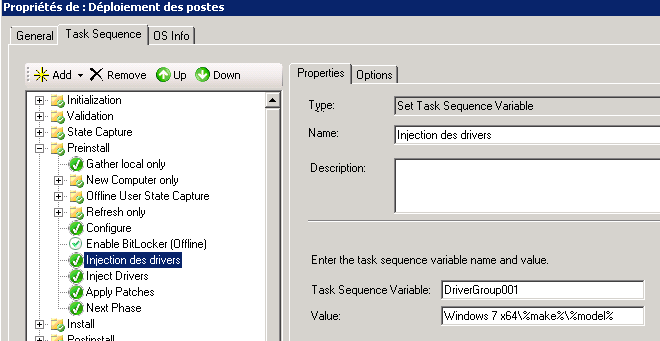 Propriétés de : Déploiement des postes
General Task Sequence OS Info
Add Remove Up Down
Properties Options
Initialization
Validation
State Capture
Preinstall
Gather local only
New Computer only
Offline User State Capture
Refresh only
Configure
Enable BitLocker (Offline)
Injection des drivers
Inject Drivers
Apply Patches
Next Phase
Install
Postinstall
Type: Set Task Sequence Variable
Name: Injection des drivers
Description:
Enter the task sequence variable name and value.
Task Sequence Variable: DriverGroup001
Value: Windows 7 x64\%make%\%model%